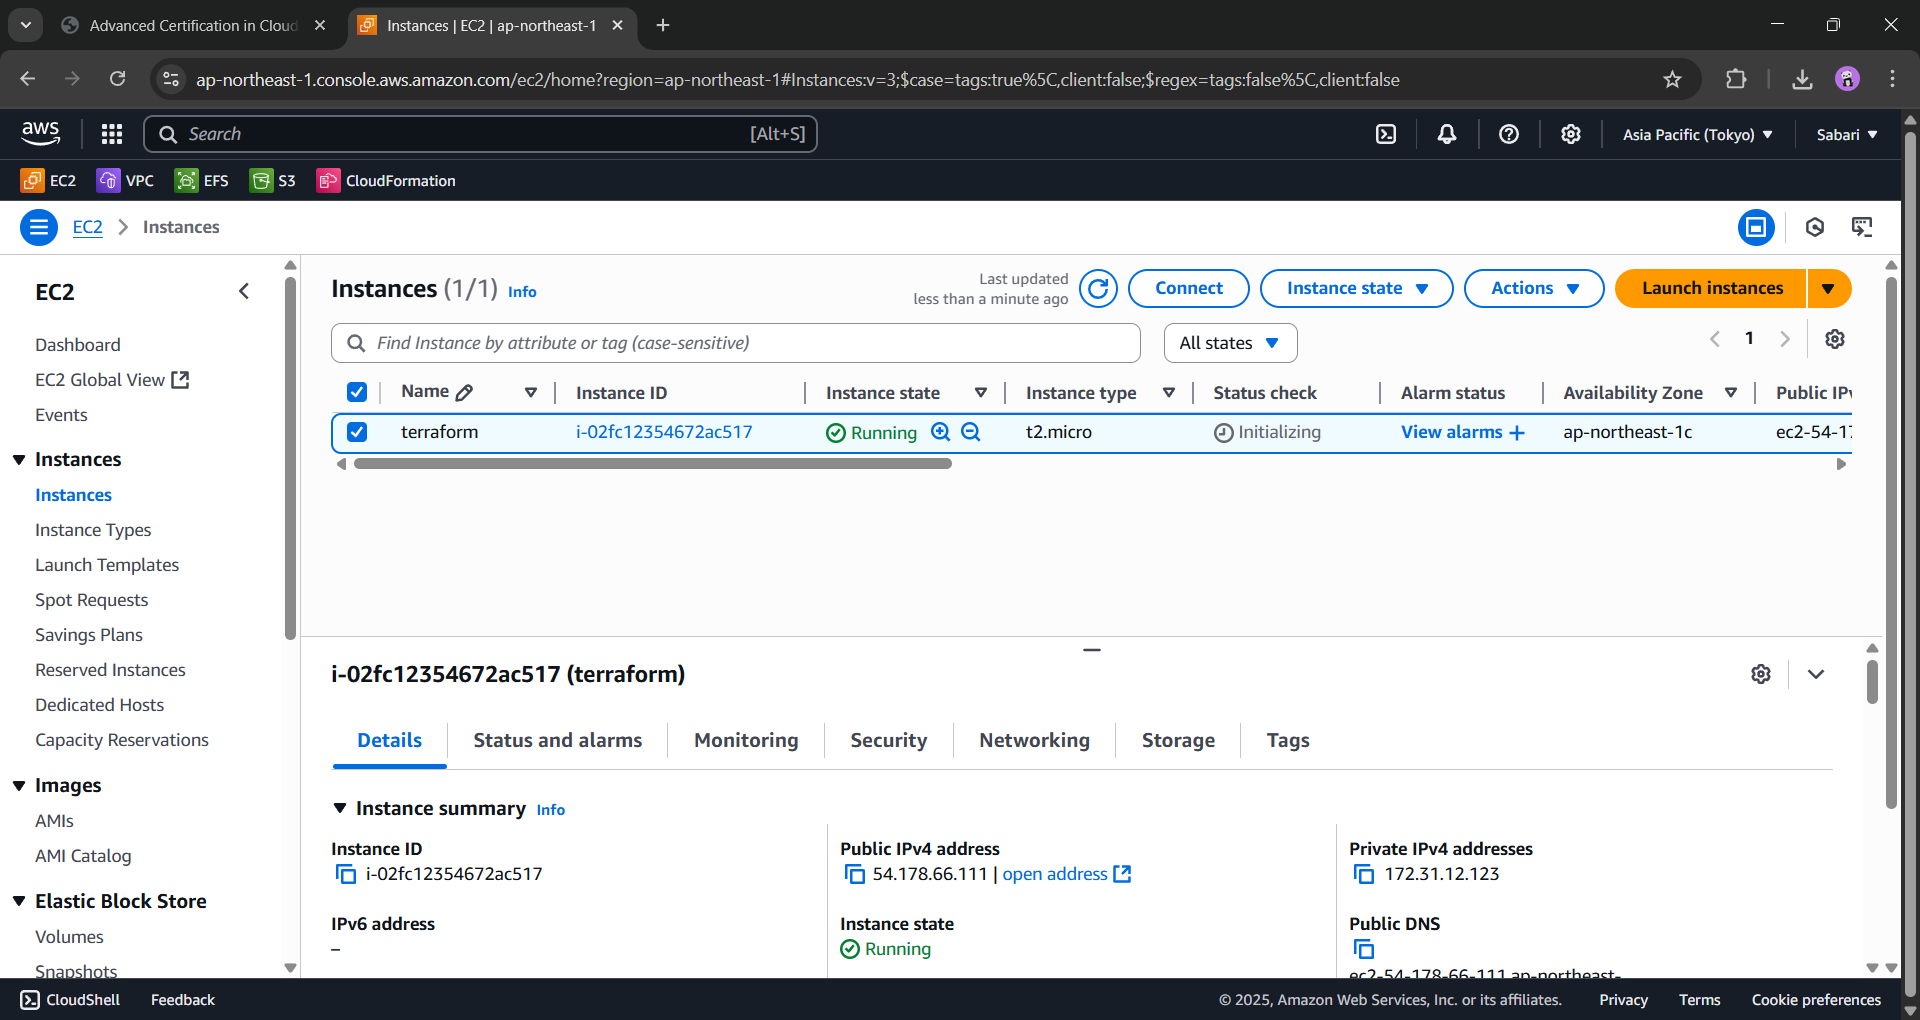 Advanced Certification in Cloud
Instances | EC2 | ap-northeast-1
ap-northeast-1.console.aws.amazon.com/ec2/home?region=ap-northeast-1#Instances:v=3;$case=tags:true%5C,client:false;$regex=tags:false%5C,client:false
aws
Search
[Alt+S]
Asia Pacific (Tokyo)
Sabari
EC2
VPC
EFS
S3
CloudFormation
EC2
Instances
EC2
Dashboard
EC2 Global View
Events
Instances
Instances
Instance Types
Launch Templates
Spot Requests
Savings Plans
Reserved Instances
Dedicated Hosts
Capacity Reservations
Images
AMIs
AMI Catalog
Elastic Block Store
Volumes
Snapshots
Instances (1/1) Info
Last updated
less than a minute ago
Connect
Instance state
Actions
Launch instances
Find Instance by attribute or tag (case-sensitive)
All states
1
Name Instance ID Instance state Instance type Status check Alarm status Availability Zone Public IPv
terraform i-02fc12354672ac517 Running t2.micro Initializing View alarms + ap-northeast-1c ec2-54-17
i-02fc12354672ac517 (terraform)
Details
Status and alarms
Monitoring
Security
Networking
Storage
Tags
Instance summary Info
Instance ID
i-02fc12354672ac517
Public IPv4 address
54.178.66.111 | open address
Private IPv4 addresses
172.31.12.123
IPv6 address
–
Instance state
Running
Public DNS
ec2-54-178-66-111.ap-northeast-
CloudShell
Feedback
© 2025, Amazon Web Services, Inc. or its affiliates.
Privacy
Terms
Cookie preferences